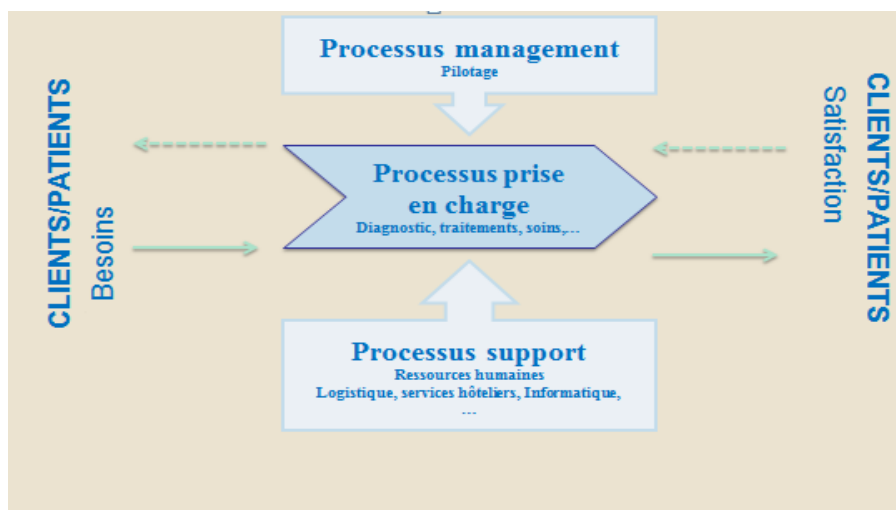 Processus management
Pilotage
CLIENTS/PATIENTS
Besoins
Processus prise
en charge
Diagnostic, traitements, soins,...
Satisfaction
CLIENTS/PATIENTS
Processus support
Ressources humaines
Logistique, services hôteliers, Informatique,
...